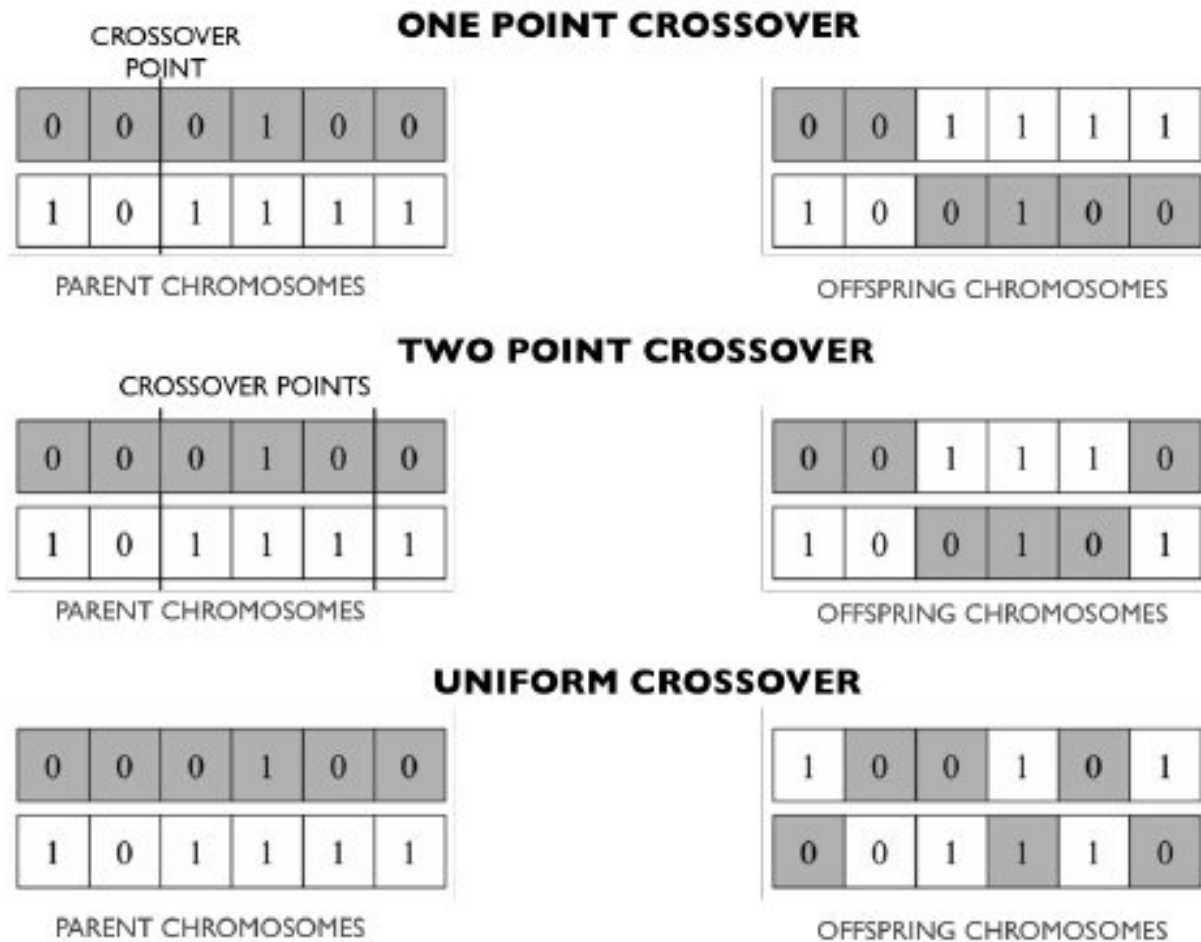 ONE POINT CROSSOVER
CROSSOVER
POINT
0 0 0 1 0 0
1 0 1 1 1 1
PARENT CHROMOSOMES
0 0 1 1 1 1
1 0 0 1 0 0
OFFSPRING CHROMOSOMES
TWO POINT CROSSOVER
CROSSOVER POINTS
0 0 0 1 0 0
1 0 1 1 1 1
PARENT CHROMOSOMES
0 0 1 1 1 0
1 0 0 1 0 1
OFFSPRING CHROMOSOMES
UNIFORM CROSSOVER
0 0 0 1 0 0
1 0 1 1 1 1
PARENT CHROMOSOMES
1 0 0 1 0 1
0 0 1 1 1 0
OFFSPRING CHROMOSOMES